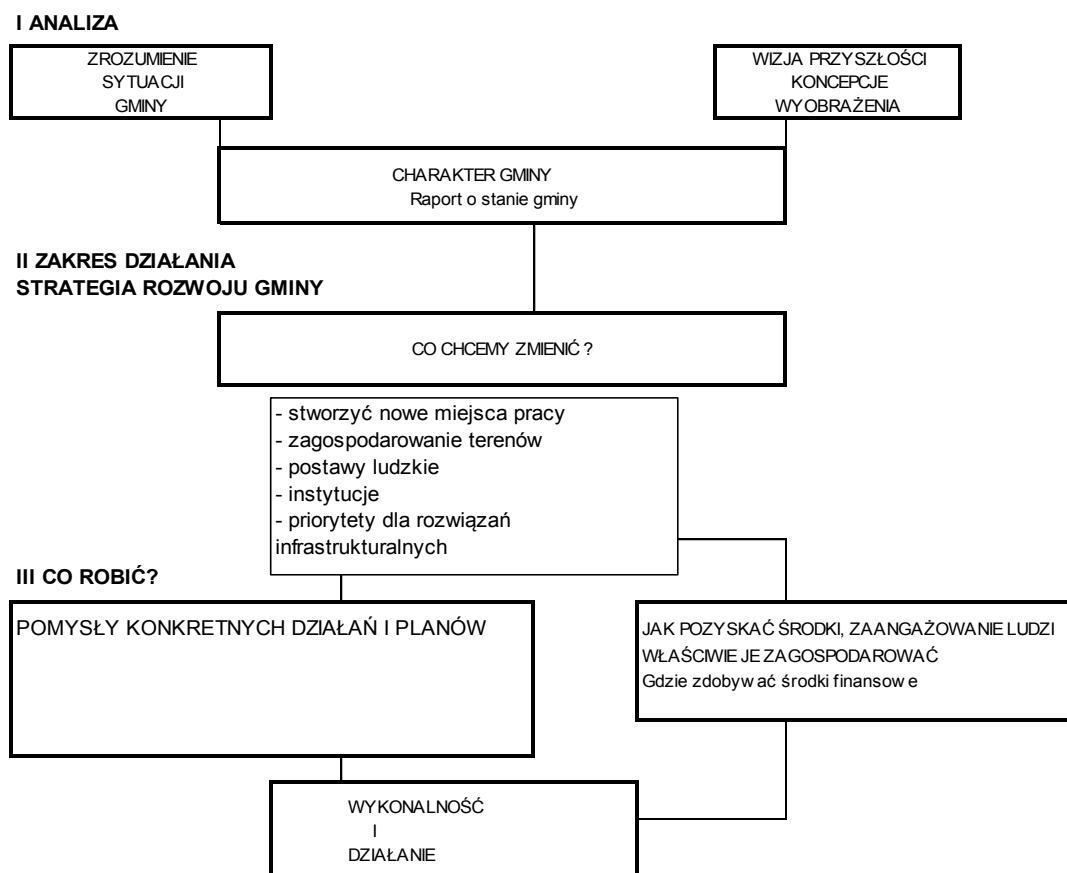 I ANALIZA
ZROZUMIENIE
SYTUACJI
GMINY
WIZJA PRZYSZŁOŚCI
KONCEPCJE
WYOBRAŻENIA
CHARAKTER GMINY
Raport o stanie gminy
II ZAKRES DZIAŁANIA
STRATEGIA ROZWOJU GMINY
CO CHCEMY ZMIENIĆ ?
- stworzyć nowe miejsca pracy
- zagospodarowanie terenów
- postawy ludzkie
- instytucje
- priorytety dla rozwiązań
infrastrukturalnych
III CO ROBIĆ?
POMYSŁY KONKRETNYCH DZIAŁAŃ I PLANÓW
JAK POZYSKAĆ ŚRODKI, ZAANGAŻOWANIE LUDZI
WŁAŚCIWIE JE ZAGOSPODAROWAĆ
Gdzie zdobywać środki finansowe
WYKONALNOŚĆ
I
DZIAŁANIE